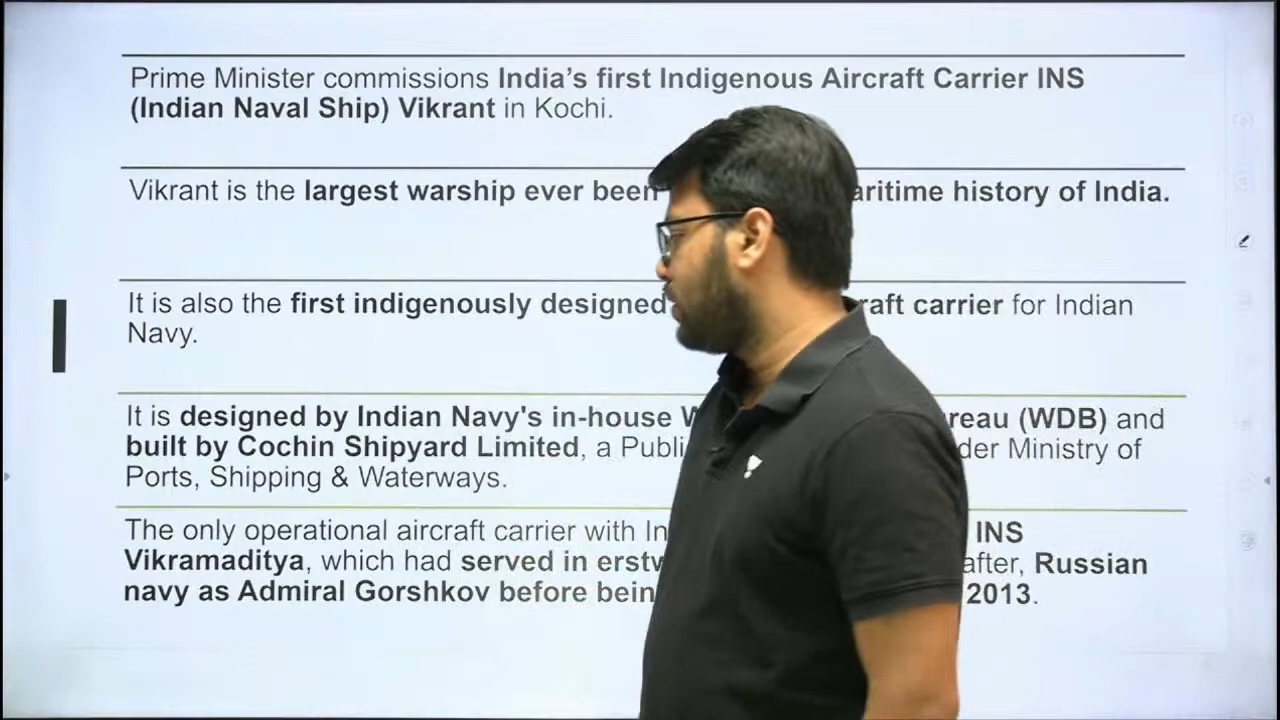 Prime Minister commissions India's first Indigenous Aircraft Carrier INS
(Indian Naval Ship) Vikrant in Kochi.
Vikrant is the largest warship ever been aritime history of India.
It is also the first indigenously designed raft carrier for Indian
Navy.
It is designed by Indian Navy's in-house W reau (WDB) and
built by Cochin Shipyard Limited, a Publi der Ministry of
Ports, Shipping & Waterways.
The only operational aircraft carrier with In INS
Vikramaditya, which had served in erstw after, Russian
navy as Admiral Gorshkov before bein 2013.